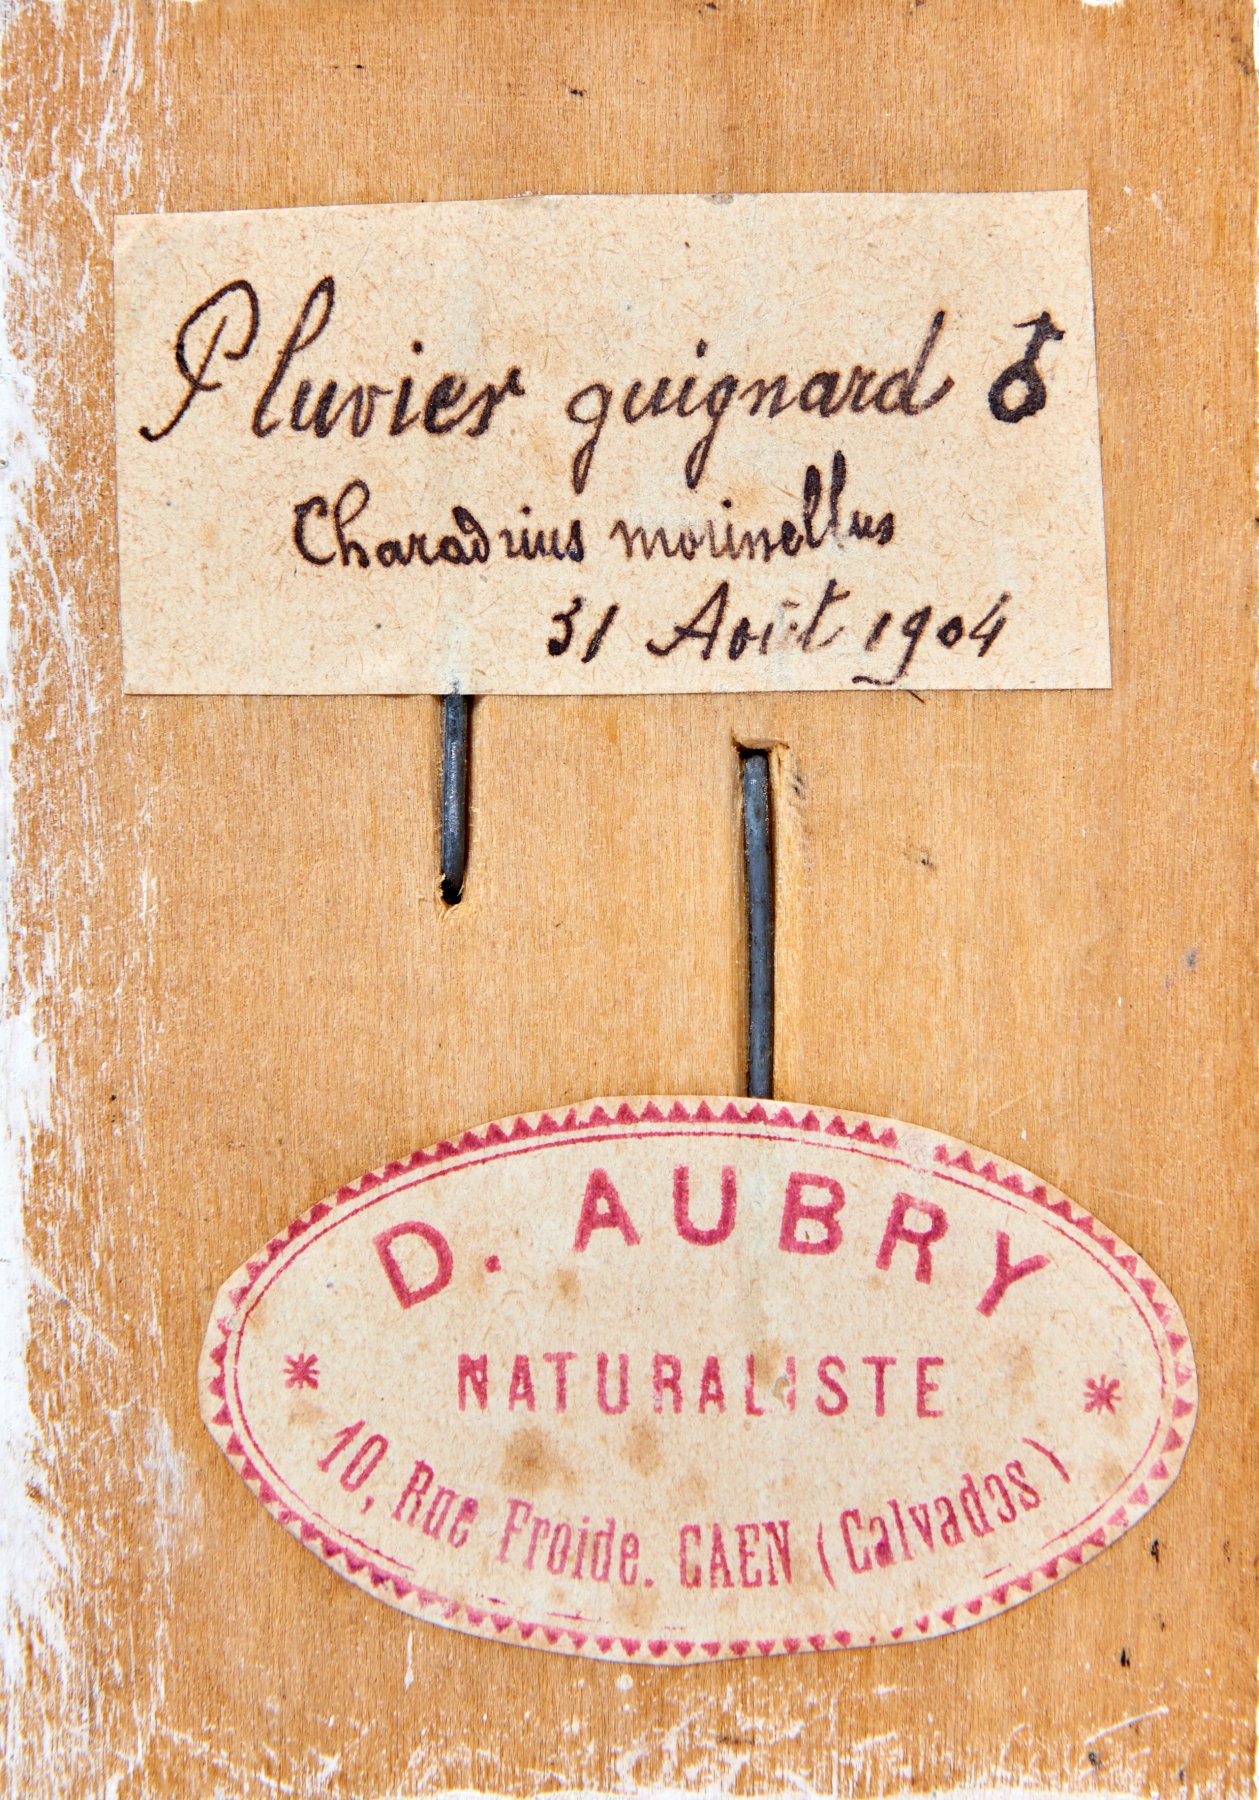 Pluvier guignard ♂
Charadrius morinellus
31 Août 1904
D. AUBRY
NATURALISTE
10, Rue Froide. CAEN (Calvados)